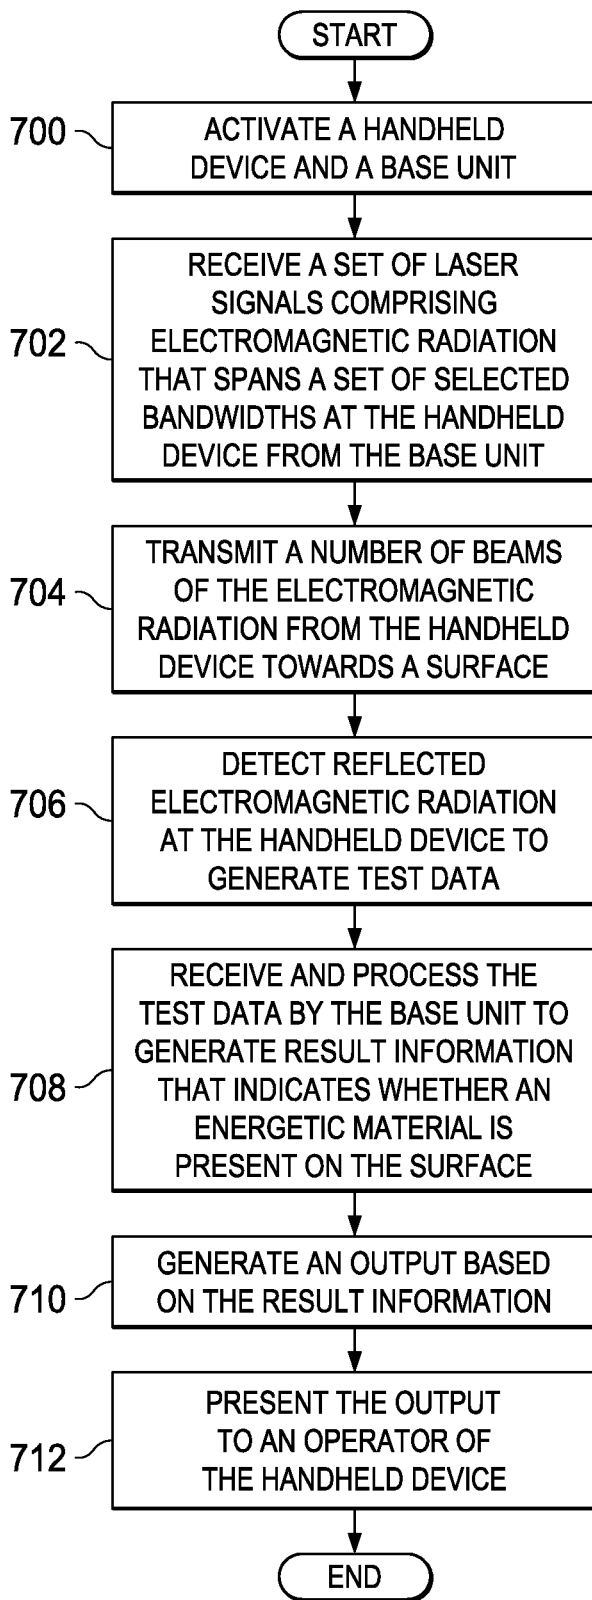 START
700
ACTIVATE A HANDHELD
DEVICE AND A BASE UNIT
702
RECEIVE A SET OF LASER
SIGNALS COMPRISING
ELECTROMAGNETIC RADIATION
THAT SPANS A SET OF SELECTED
BANDWIDTHS AT THE HANDHELD
DEVICE FROM THE BASE UNIT
704
TRANSMIT A NUMBER OF BEAMS
OF THE ELECTROMAGNETIC
RADIATION FROM THE HANDHELD
DEVICE TOWARDS A SURFACE
706
DETECT REFLECTED
ELECTROMAGNETIC RADIATION
AT THE HANDHELD DEVICE TO
GENERATE TEST DATA
708
RECEIVE AND PROCESS THE
TEST DATA BY THE BASE UNIT TO
GENERATE RESULT INFORMATION
THAT INDICATES WHETHER AN
ENERGETIC MATERIAL IS
PRESENT ON THE SURFACE
710
GENERATE AN OUTPUT BASED
ON THE RESULT INFORMATION
712
PRESENT THE OUTPUT
TO AN OPERATOR OF
THE HANDHELD DEVICE
END